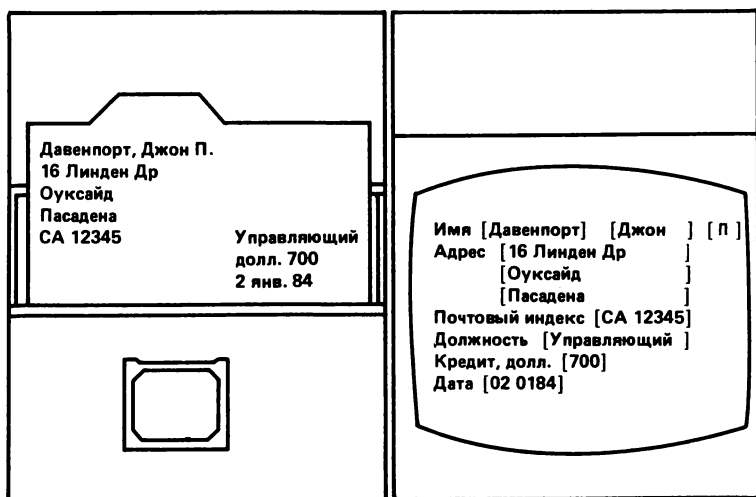 Давенпорт, Джон П.
16 Линден Др
Оуксайд
Пасадена
СА 12345
Управляющий
долл. 700
2 янв. 84
Имя [Давенпорт] [Джон ] [П]
Адрес [16 Линден Др ]
[Оуксайд ]
[Пасадена ]
Почтовый индекс [СА 12345]
Должность [Управляющий ]
Кредит, долл. [700]
Дата [02 0184]